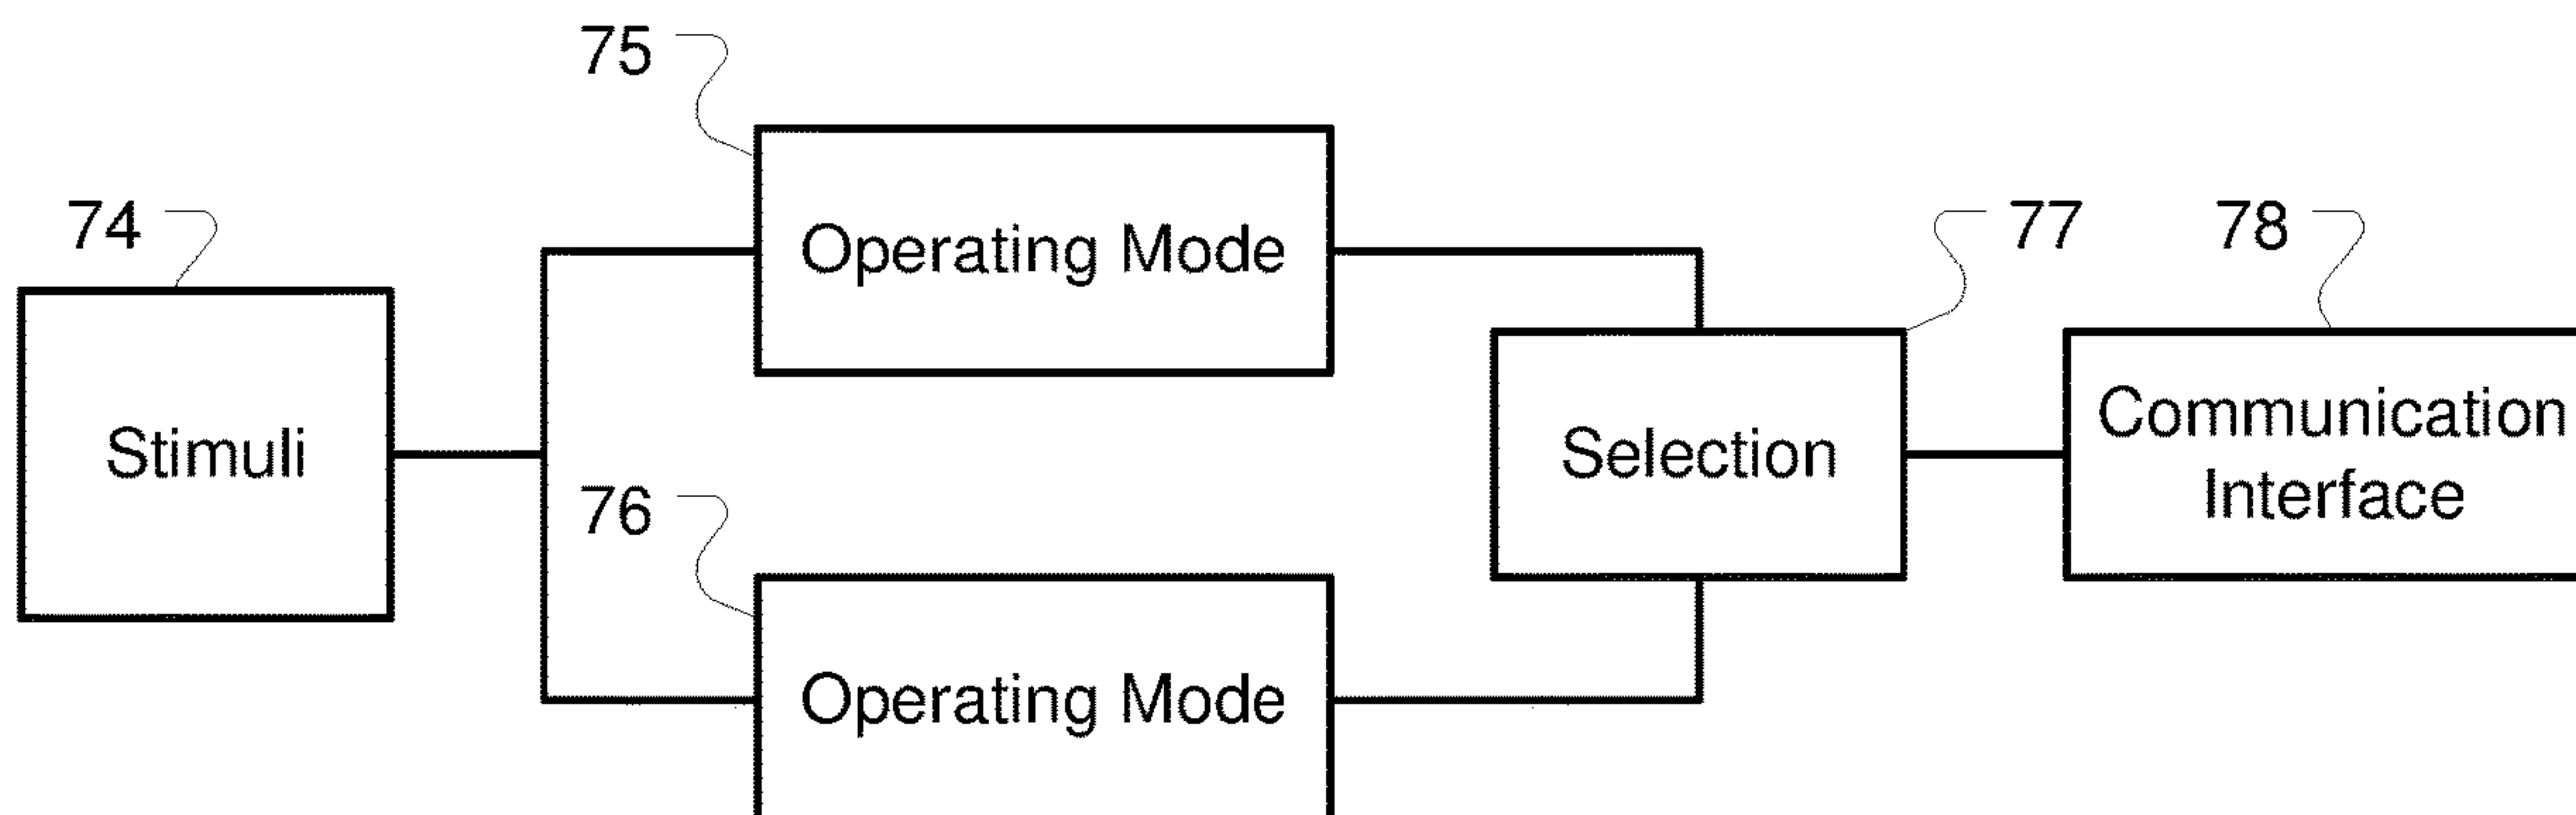 75
Operating Mode
74
77
78
Stimuli
Selection
Communication
Interface
76
Operating Mode